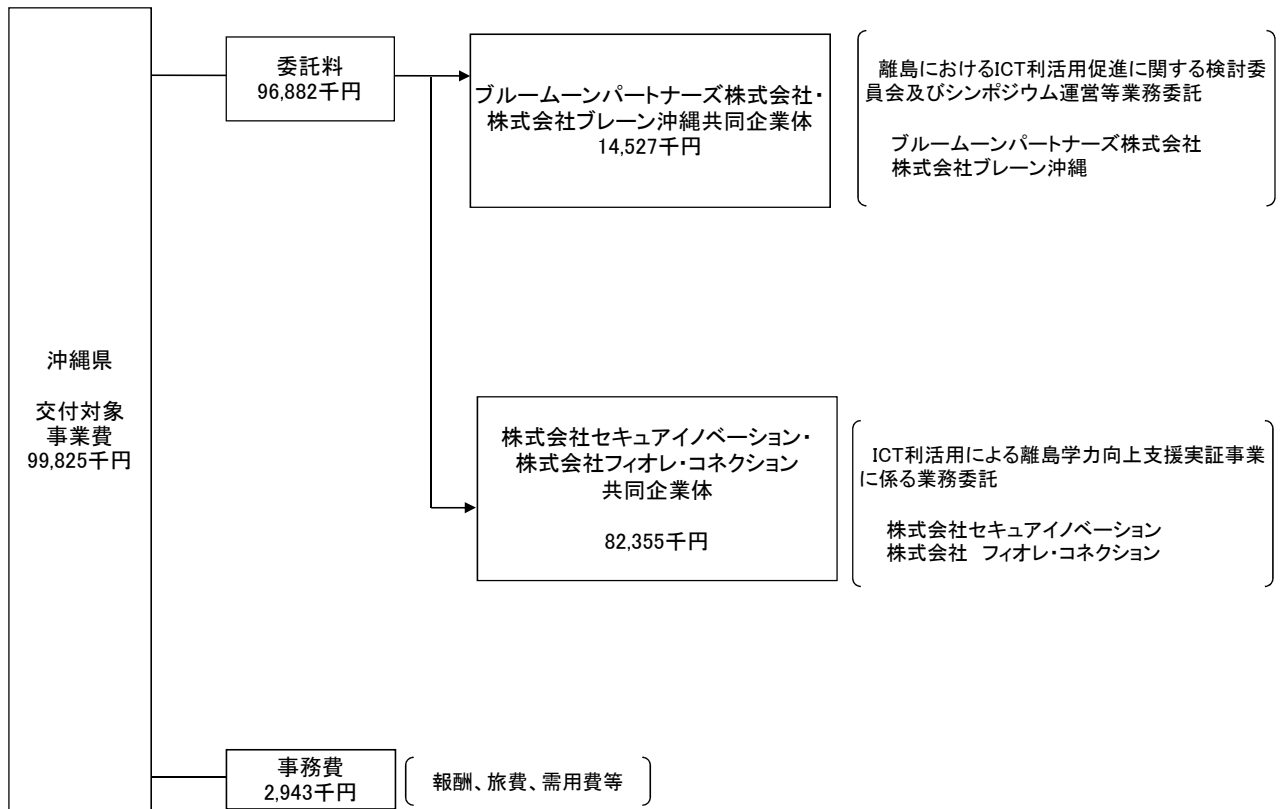 沖縄県
交付対象
事業費
99,825千円
委託料
96,882千円
ブルームーンパートナーズ株式会社・
株式会社ブレーン沖縄共同企業体
14,527千円
離島におけるICT利活用促進に関する検討委
員会及びシンポジウム運営等業務委託
ブルームーンパートナーズ株式会社
株式会社ブレーン沖縄
株式会社セキュアイノベーション・
株式会社フィオレ・コネクション
共同企業体
82,355千円
ICT利活用による離島学力向上支援実証事業
に係る業務委託
株式会社セキュアイノベーション
株式会社　フィオレ・コネクション
事務費
2,943千円
報酬、旅費、需用費等